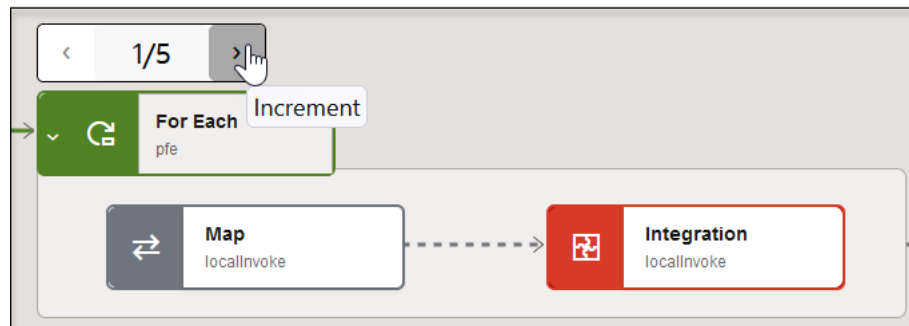 1/5
Increment
For Each
pfe
Map
localInvoke
Integration
localInvoke